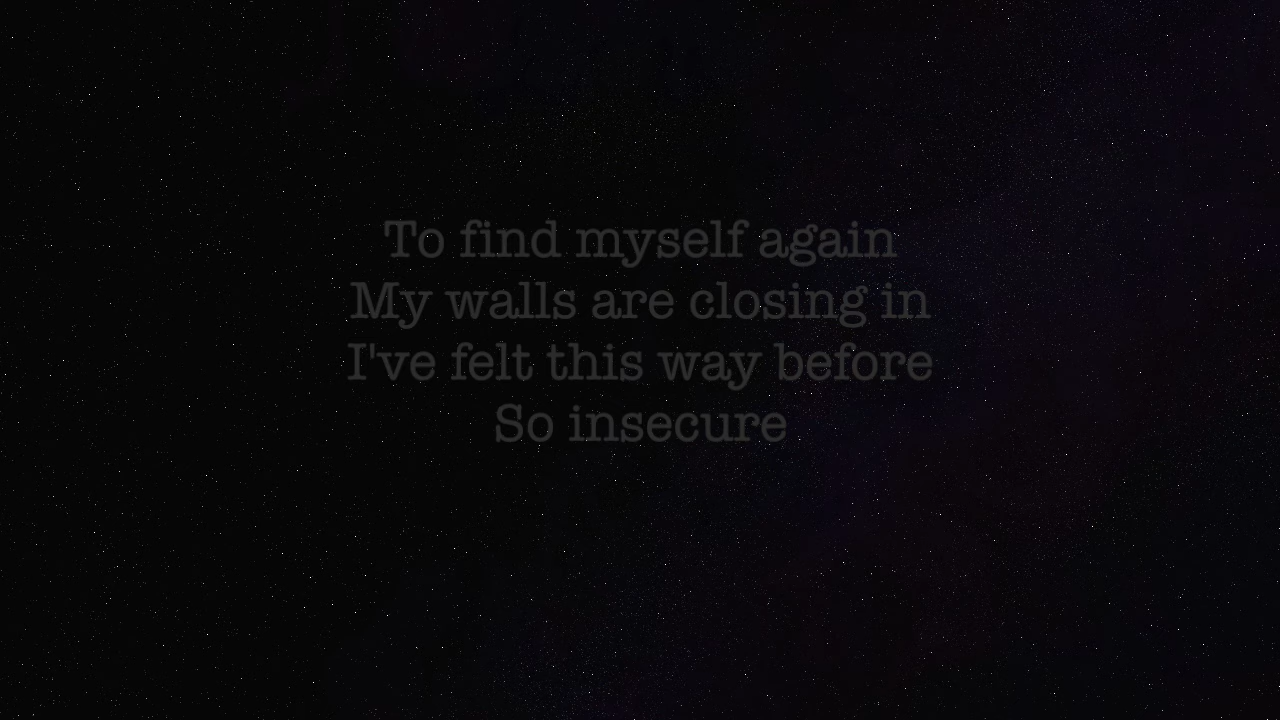 To find myself again
My walls are closing in
I've felt this way before
So insecure